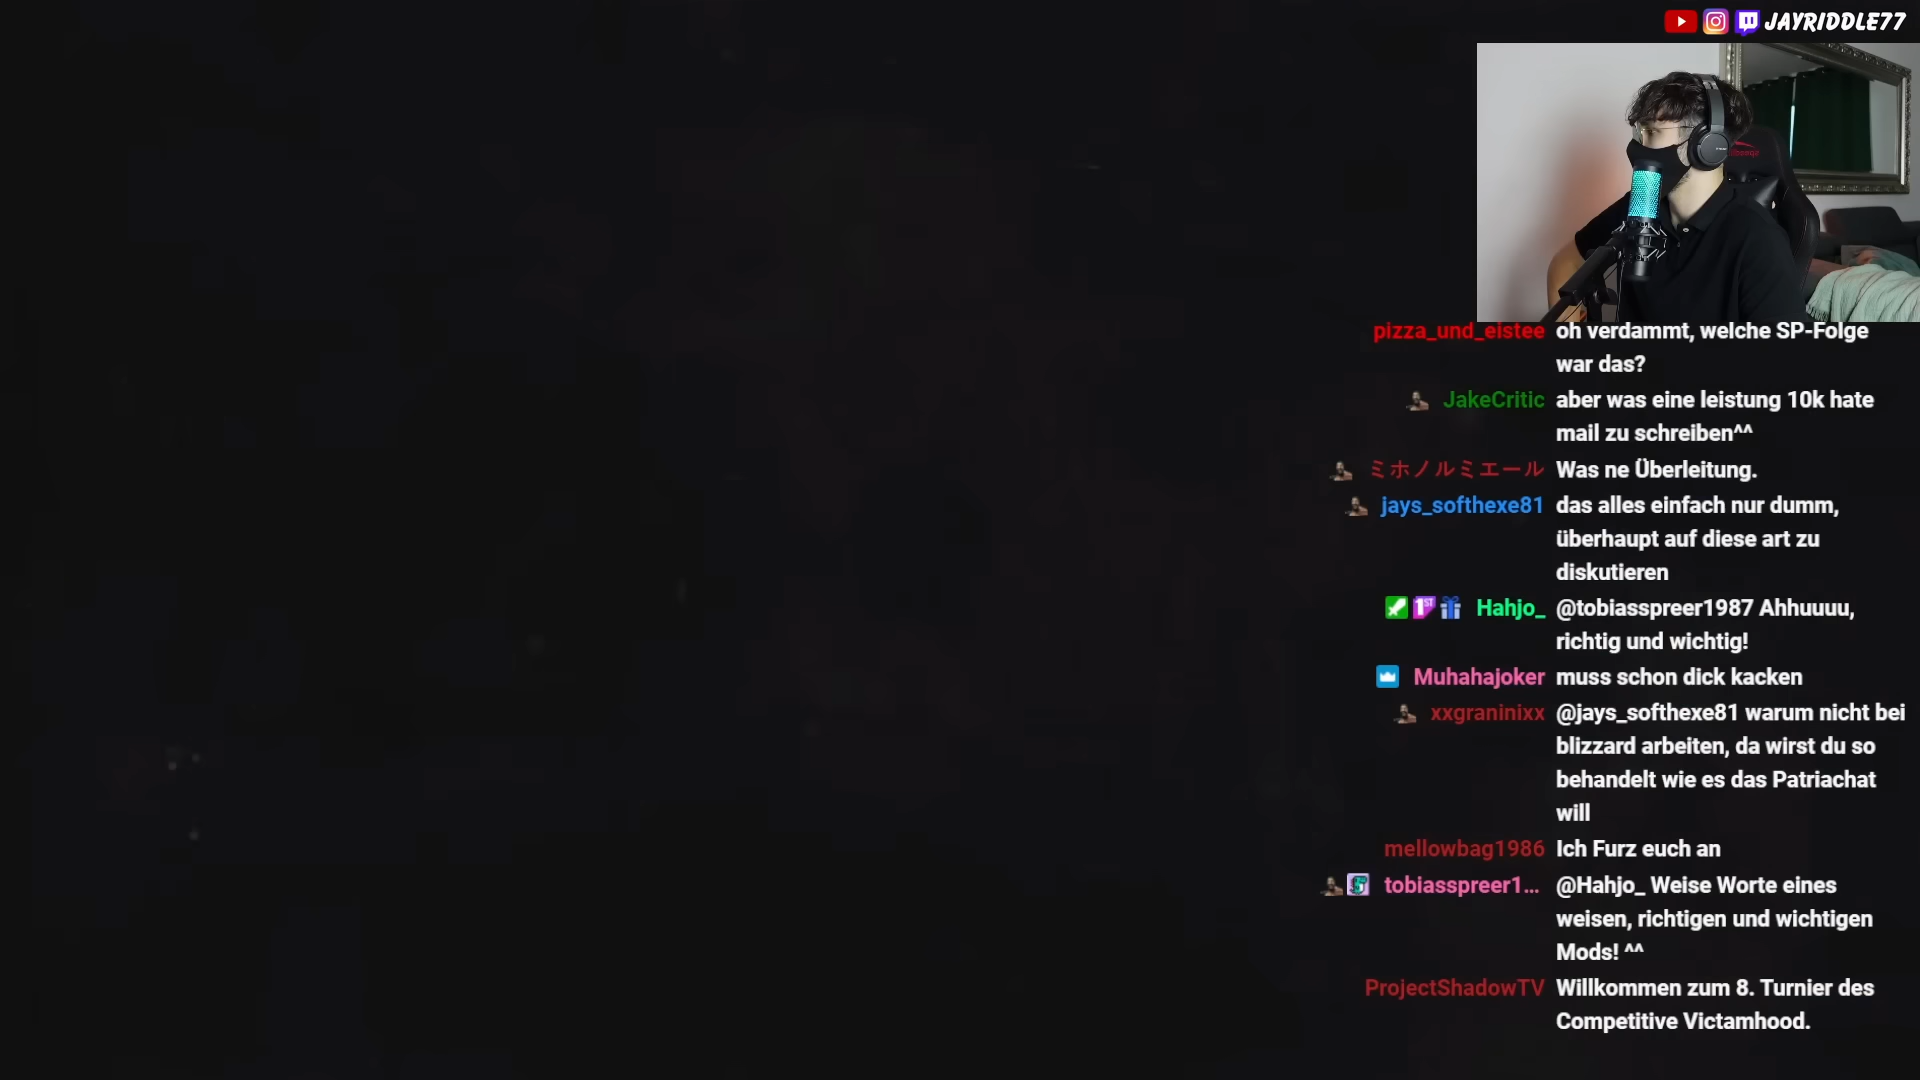 JAYRIDDLE77
pizza_und_eistee oh verdammt, welche SP-Folge
war das?
JakeCritic aber was eine leistung 10k hate
mail zu schreiben^^
ミホノルミエール Was ne Überleitung.
jays_softhexe81 das alles einfach nur dumm,
überhaupt auf diese art zu
diskutieren
1ST Hahjo_ @tobiasspreer1987 Ahhuuuu,
richtig und wichtig!
Muhahajoker muss schon dick kacken
xxgraninixx @jays_softhexe81 warum nicht bei
blizzard arbeiten, da wirst du so
behandelt wie es das Patriachat
will
mellowbag1986 Ich Furz euch an
tobiasspreer1... @Hahjo_ Weise Worte eines
weisen, richtigen und wichtigen
Mods! ^^
ProjectShadowTV Willkommen zum 8. Turnier des
Competitive Victamhood.